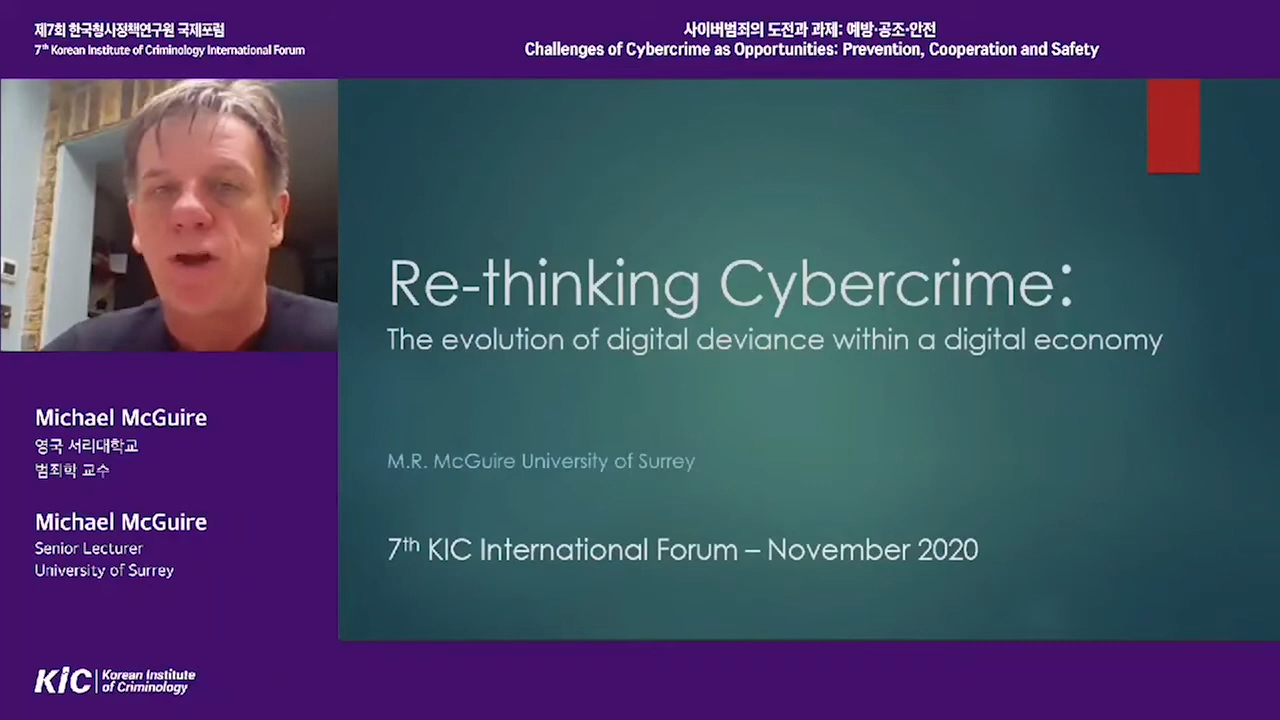 제7회 한국형사정책연구원 국제포럼
7th Korean Institute of Criminology International Forum
사이버범죄의 도전과 과제: 예방·공조·안전
Challenges of Cybercrime as Opportunities: Prevention, Cooperation and Safety
Re-thinking Cybercrime:
The evolution of digital deviance within a digital economy
M.R. McGuire University of Surrey
7th KIC International Forum – November 2020
Michael McGuire
영국 서리대학교
범죄학 교수
Michael McGuire
Senior Lecturer
University of Surrey
KIC Korean Institute
of Criminology